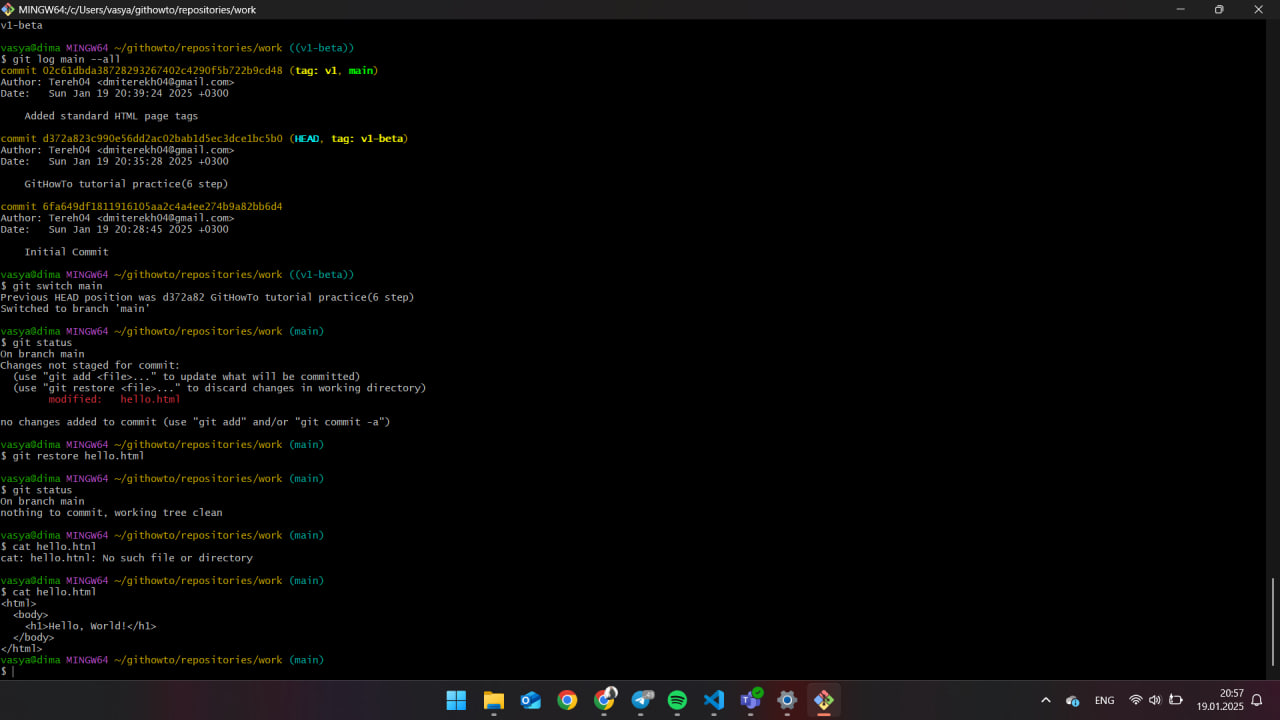 MINGW64:/c/Users/vasya/githowto/repositories/work
v1-beta
vasya@dima MINGW64 ~/githowto/repositories/work ((v1-beta))
$ git log main --all
commit 02c61dbda38728293267402c4290f5b722b9cd48 (tag: v1, main)
Author: Tereh04 <dmiterekh04@gmail.com>
Date:   Sun Jan 19 20:39:24 2025 +0300
    Added standard HTML page tags
commit d372a823c990e56dd2ac02bab1d5ec3dce1bc5b0 (HEAD, tag: v1-beta)
Author: Tereh04 <dmiterekh04@gmail.com>
Date:   Sun Jan 19 20:35:28 2025 +0300
    GitHowTo tutorial practice(6 step)
commit 6fa649df1811916105aa2c4a4ee274b9a82bb6d4
Author: Tereh04 <dmiterekh04@gmail.com>
Date:   Sun Jan 19 20:28:45 2025 +0300
    Initial Commit
vasya@dima MINGW64 ~/githowto/repositories/work ((v1-beta))
$ git switch main
Previous HEAD position was d372a82 GitHowTo tutorial practice(6 step)
Switched to branch 'main'
vasya@dima MINGW64 ~/githowto/repositories/work (main)
$ git status
On branch main
Changes not staged for commit:
  (use "git add <file>..." to update what will be committed)
  (use "git restore <file>..." to discard changes in working directory)
        modified:   hello.html
no changes added to commit (use "git add" and/or "git commit -a")
vasya@dima MINGW64 ~/githowto/repositories/work (main)
$ git restore hello.html
vasya@dima MINGW64 ~/githowto/repositories/work (main)
$ git status
On branch main
nothing to commit, working tree clean
vasya@dima MINGW64 ~/githowto/repositories/work (main)
$ cat hello.htnl
cat: hello.htnl: No such file or directory
vasya@dima MINGW64 ~/githowto/repositories/work (main)
$ cat hello.html
<html>
  <body>
    <h1>Hello, World!</h1>
  </body>
</html>
vasya@dima MINGW64 ~/githowto/repositories/work (main)
$
ENG
20:57
19.01.2025